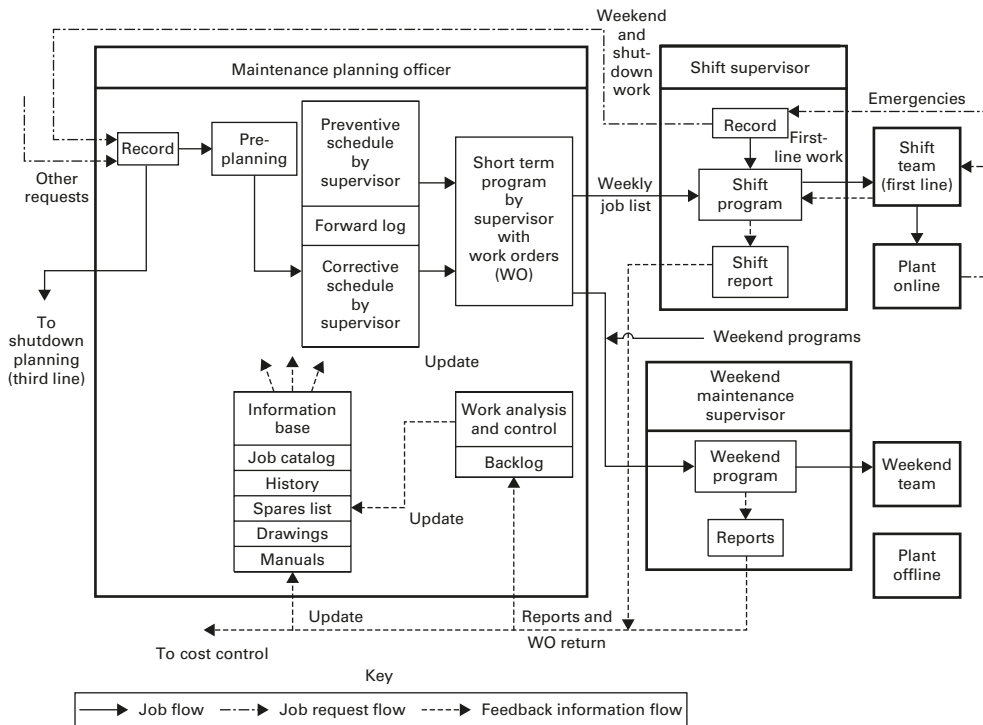 Weekend
and
shut-
down
work
Maintenance planning officer
Shift supervisor
Emergencies
Record
Pre-
planning
Preventive
schedule
by
supervisor
Forward log
Corrective
schedule by
supervisor
Short term
program
by
supervisor
with
work orders
(WO)
Other
requests
Weekly
job list
Record
First-
line work
Shift
program
Shift
report
Shift
team
(first line)
Plant
online
To
shutdown
planning
(third line)
Update
Weekend programs
Information
base
Job catalog
History
Spares list
Drawings
Manuals
Work analysis
and control
Backlog
Update
Weekend
maintenance
supervisor
Weekend
program
Reports
Weekend
team
Plant
offline
Update
Reports and
WO return
To cost control
Key
Job flow
Job request flow
Feedback information flow